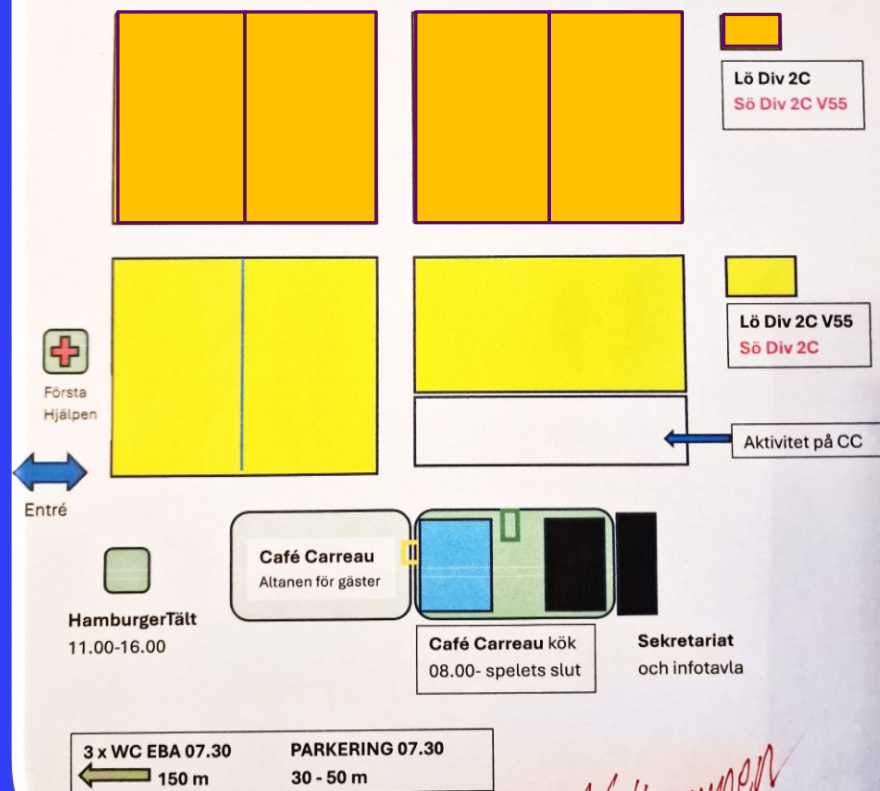 Lö Div 2C
Sö Div 2C V55
Lö Div 2C V55
Sö Div 2C
Första
Hjälpen
Aktivitet på CC
Entré
Café Carreau
Altanen för gäster
HamburgerTält
11.00-16.00
Café Carreau kök
08.00- spelets slut
Sekretariat
och infotavla
3 x WC EBA 07.30
150 m
PARKERING 07.30
30 - 50 m